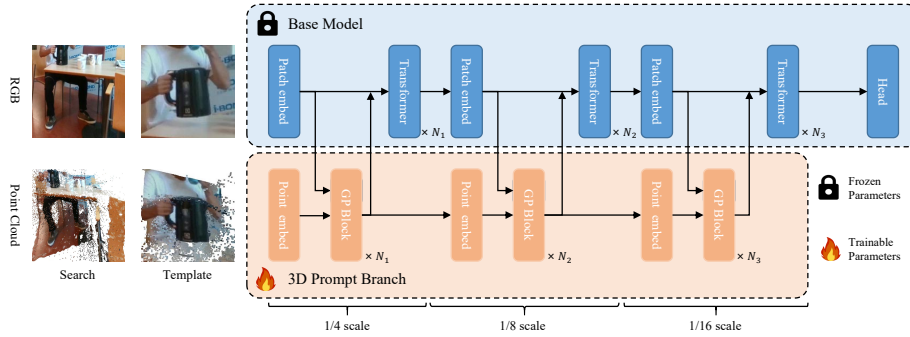 Base Model
RGB
Patch embed
Transformer
× N₁
Patch embed
Transformer
× N₂
Patch embed
Transformer
× N₃
Head
Point Cloud
Search
Template
Point embed
GP Block
× N₁
Point embed
GP Block
× N₂
Point embed
GP Block
× N₃
3D Prompt Branch
Frozen
Parameters
Trainable
Parameters
1/4 scale
1/8 scale
1/16 scale